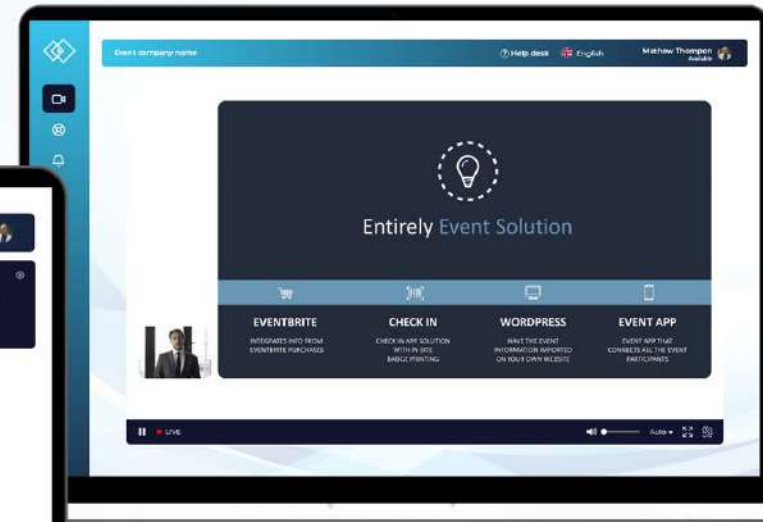 Event company name
Help desk
English
Mathew Thompson
Available
Entirely Event Solution
EVENTBRITE
INTEGRATES INFO FROM
EVENTBRITE PURCHASES
CHECK IN
CHECK IN APP SOLUTION
WITH IN-SITE
BADGE PRINTING
WORDPRESS
HAVE THE EVENT
INFORMATION IMPORTED
ON YOUR OWN WEBSITE
EVENT APP
EVENT APP THAT
CONNECTS ALL THE EVENT
PARTICIPANTS
LIVE
Auto